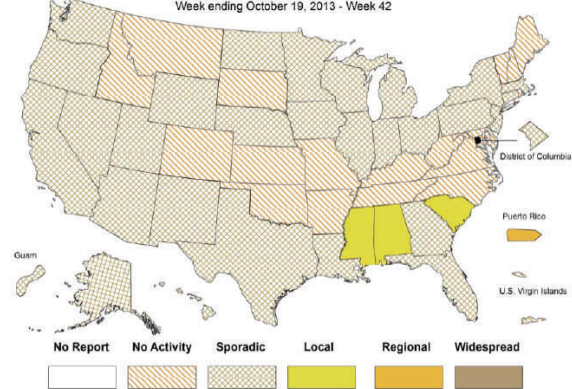 Week ending October 19, 2013 - Week 42
District of Columbia
Puerto Rico
Guam
U.S. Virgin Islands
No Report No Activity Sporadic Local Regional Widespread